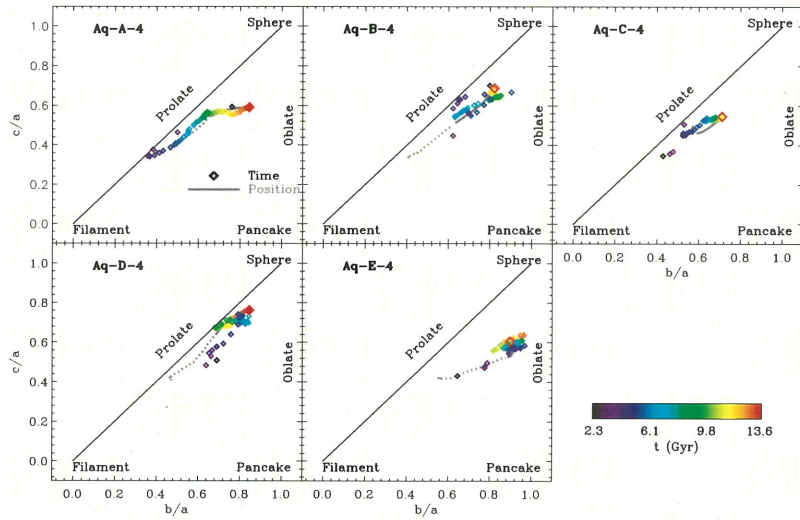 Aq-A-4
Sphere
Prolate
Oblate
Time
Position
Filament
Pancake
c/a
1.0
0.8
0.6
0.4
0.2
0.0
Aq-B-4
Sphere
Prolate
Oblate
Filament
Pancake
Aq-C-4
Sphere
Prolate
Oblate
Filament
Pancake
0.0 0.2 0.4 0.6 0.8 1.0
b/a
Aq-D-4
Sphere
Prolate
Oblate
Filament
Pancake
c/a
1.0
0.8
0.6
0.4
0.2
0.0
0.0 0.2 0.4 0.6 0.8 1.0
b/a
Aq-E-4
Sphere
Prolate
Oblate
Filament
Pancake
0.0 0.2 0.4 0.6 0.8 1.0
b/a
2.3 6.1 9.8 13.6
t (Gyr)